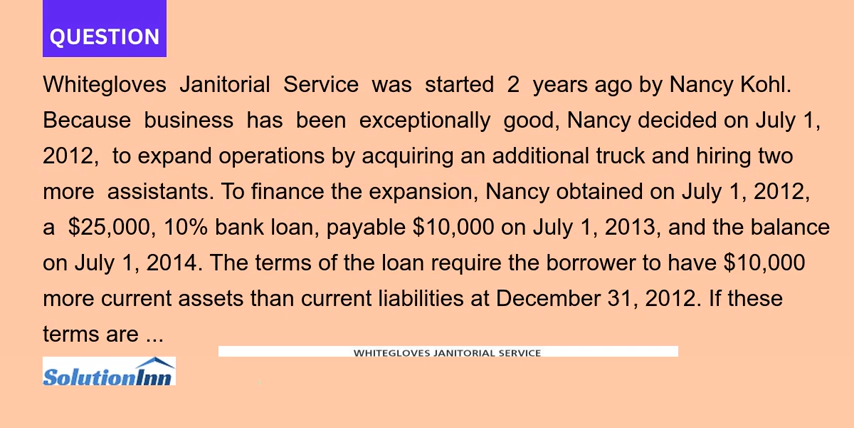 QUESTION
Whitegloves Janitorial Service was started 2 years ago by Nancy Kohl.
Because business has been exceptionally good, Nancy decided on July 1,
2012, to expand operations by acquiring an additional truck and hiring two
more assistants. To finance the expansion, Nancy obtained on July 1, 2012,
a $25,000, 10% bank loan, payable $10,000 on July 1, 2013, and the balance
on July 1, 2014. The terms of the loan require the borrower to have $10,000
more current assets than current liabilities at December 31, 2012. If these
terms are ...
WHITEGLOVES JANITORIAL SERVICE
SolutionInn